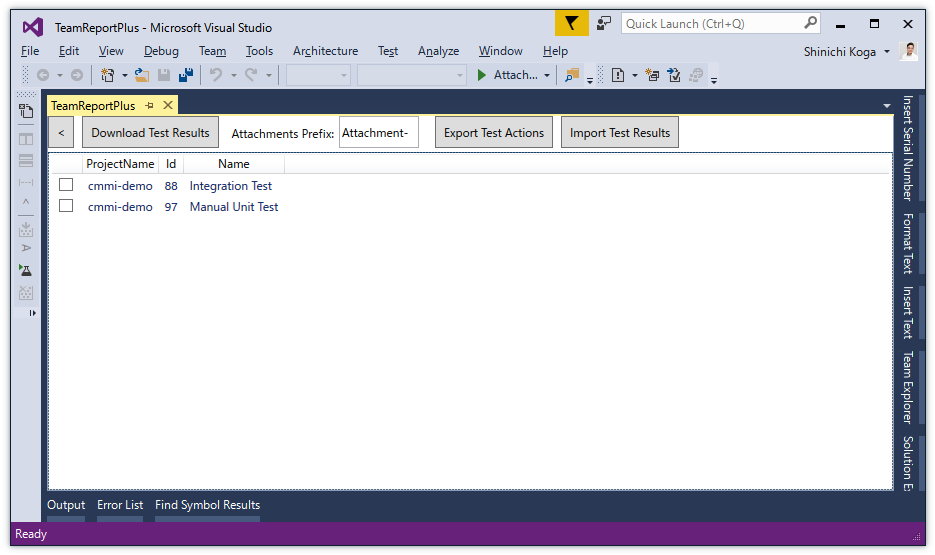 TeamReportPlus - Microsoft Visual Studio
Quick Launch (Ctrl+Q)
File Edit View Debug Team Tools Architecture Test Analyze Window Help
Shinichi Koga
Attach...
TeamReportPlus
< Download Test Results Attachments Prefix: Attachment- Export Test Actions Import Test Results
ProjectName Id Name
cmmi-demo 88 Integration Test
cmmi-demo 97 Manual Unit Test
Insert Serial Number
Format Text
Insert Text
Team Explorer
Solution E
Output Error List Find Symbol Results
Ready